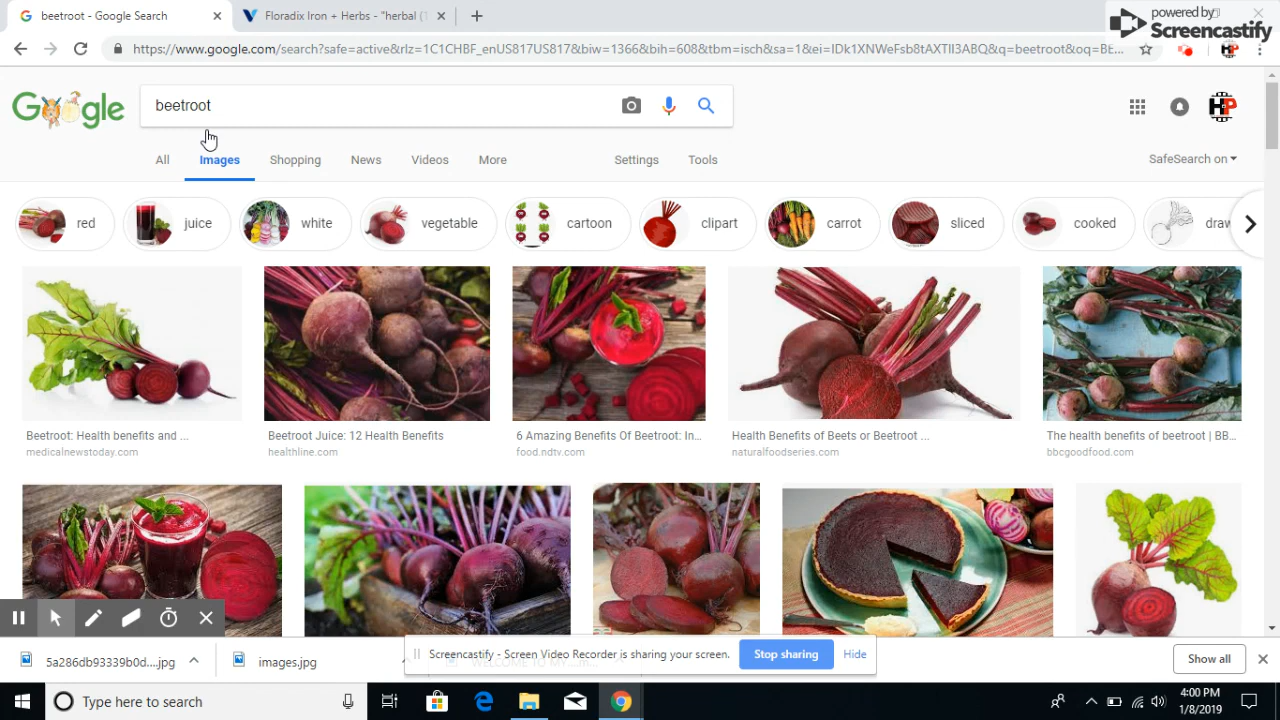 beetroot - Google Search
Floradix Iron + Herbs - "herbal (1
powered by
Screencastify
https://www.google.com/search?safe=active&rlz=1C1CHBF_enUS817US817&biw=1366&bih=608&tbm=isch&sa=1&ei=IDk1XNWeFsb8tAXTII3ABQ&q=beetroot&oq=BE...
Google
beetroot
HP
All
Images
Shopping
News
Videos
More
Settings
Tools
SafeSearch on
red
juice
white
vegetable
cartoon
clipart
carrot
sliced
cooked
draw
Beetroot: Health benefits and ...
medicalnewstoday.com
Beetroot Juice: 12 Health Benefits
healthline.com
6 Amazing Benefits Of Beetroot: In...
food.ndtv.com
Health Benefits of Beets or Beetroot ...
naturalfoodseries.com
The health benefits of beetroot | BB...
bbcgoodfood.com
5a286db93339b0d....jpg
images.jpg
Screencastify - Screen Video Recorder is sharing your screen.
Stop sharing
Hide
Show all
Type here to search
4:00 PM
1/8/2019